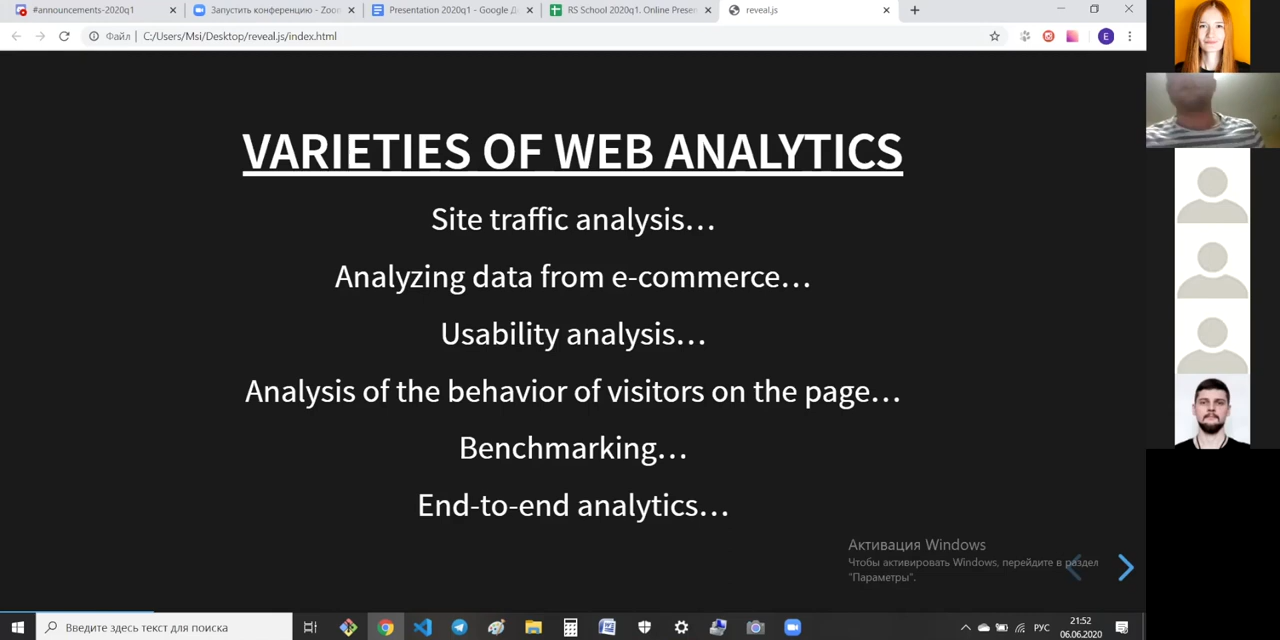 #announcements-2020q1
Запустить конференцию - Zoom
Presentation 2020q1 - Google Д
RS School 2020q1. Online Presen
reveal.js
Файл | C:/Users/Msi/Desktop/reveal.js/index.html
E
VARIETIES OF WEB ANALYTICS
Site traffic analysis…
Analyzing data from e-commerce…
Usability analysis…
Analysis of the behavior of visitors on the page…
Benchmarking…
End-to-end analytics…
Активация Windows
Чтобы активировать Windows, перейдите в раздел
"Параметры".
Введите здесь текст для поиска
РУС
21:52
06.06.2020